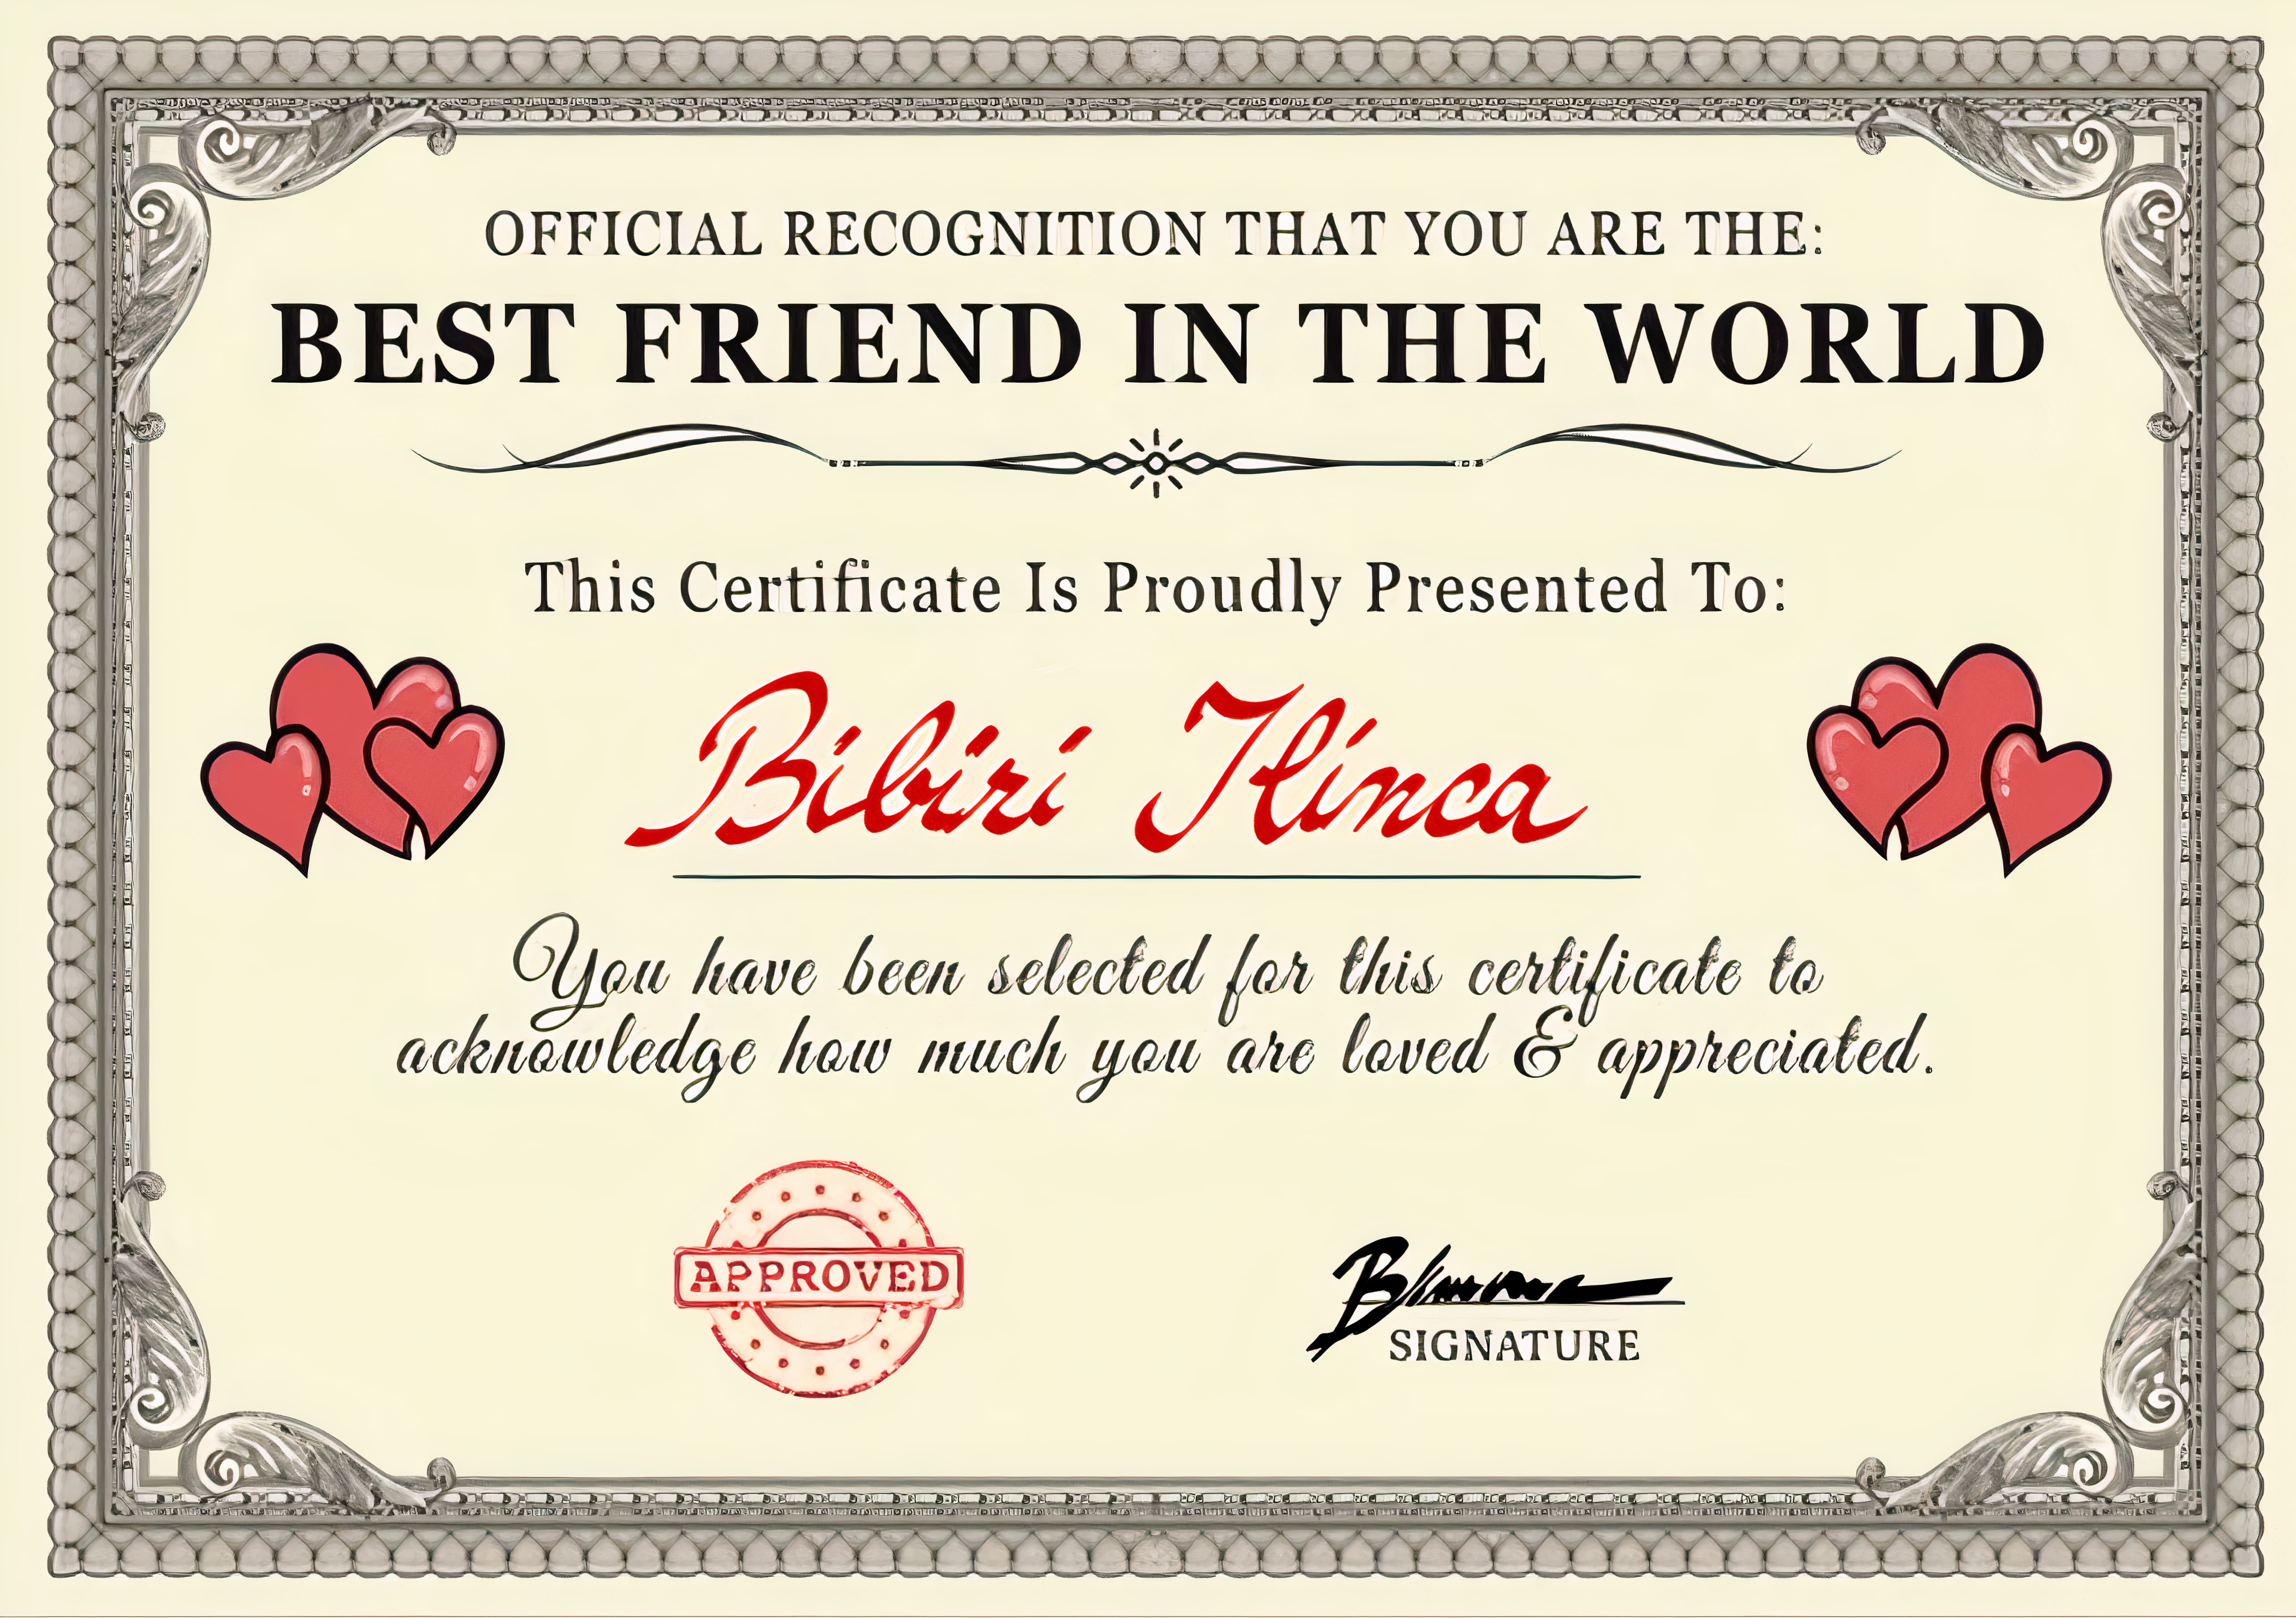 OFFICIAL RECOGNITION THAT YOU ARE THE:
BEST FRIEND IN THE WORLD
This Certificate Is Proudly Presented To:
Bibiri Ilinca
You have been selected for this certificate to
acknowledge how much you are loved & appreciated.
APPROVED
SIGNATURE